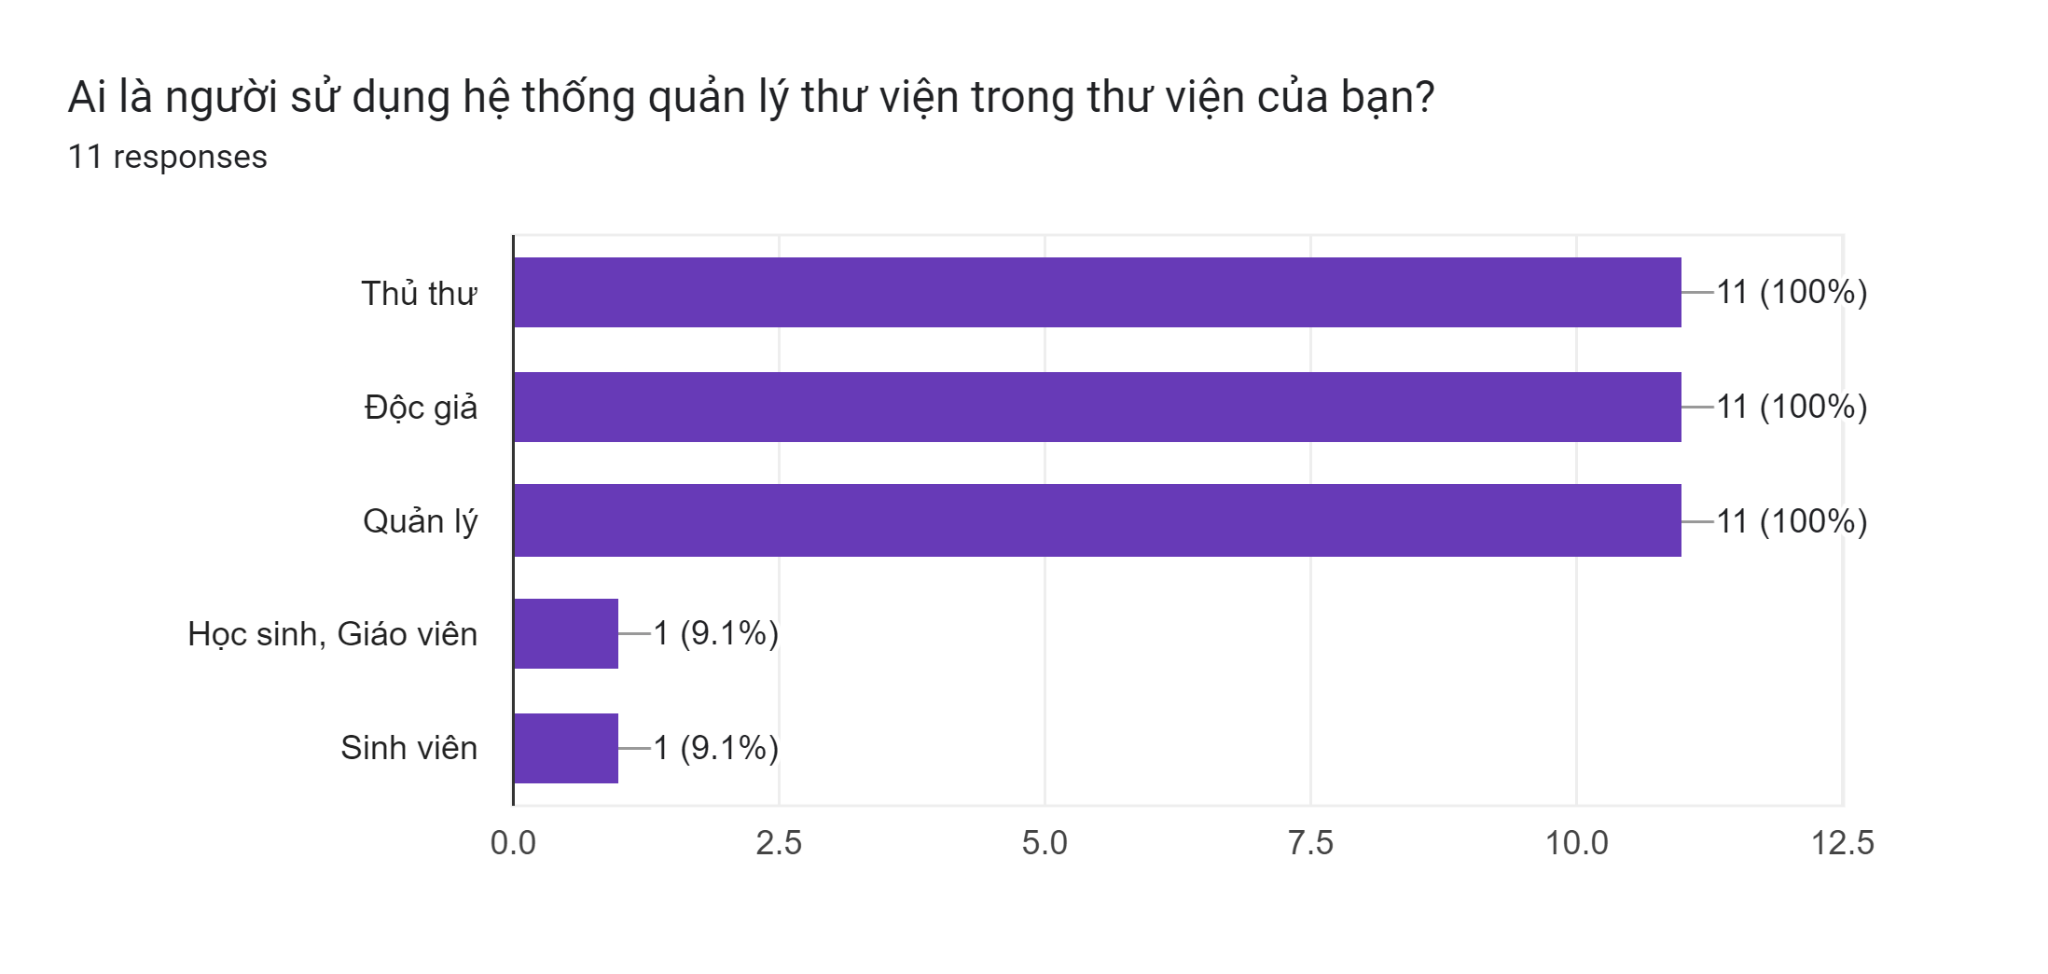 Ai là người sử dụng hệ thống quản lý thư viện trong thư viện của bạn?
11 responses
Thủ thư 11 (100%)
Độc giả 11 (100%)
Quản lý 11 (100%)
Học sinh, Giáo viên 1 (9.1%)
Sinh viên 1 (9.1%)
0.0 2.5 5.0 7.5 10.0 12.5